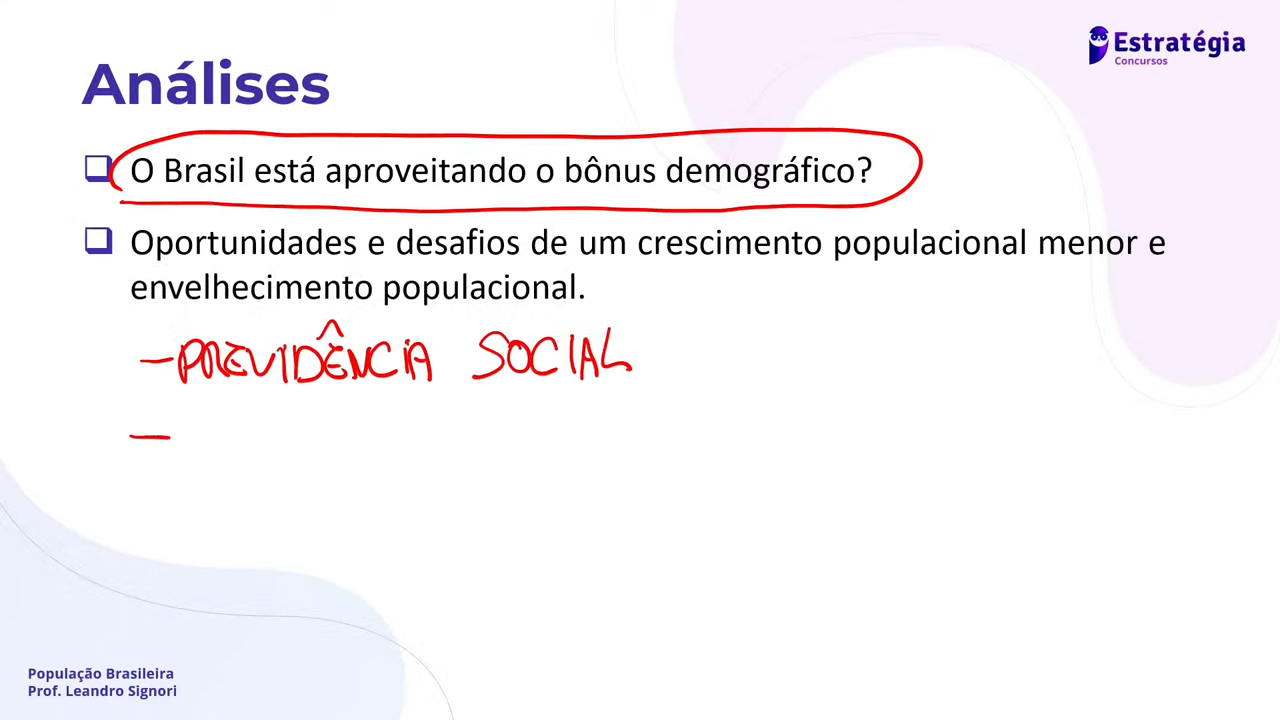 Estratégia
Concursos
Análises
O Brasil está aproveitando o bônus demográfico?
Oportunidades e desafios de um crescimento populacional menor e
envelhecimento populacional.
– PREVIDÊNCIA SOCIAL
–
População Brasileira
Prof. Leandro Signori